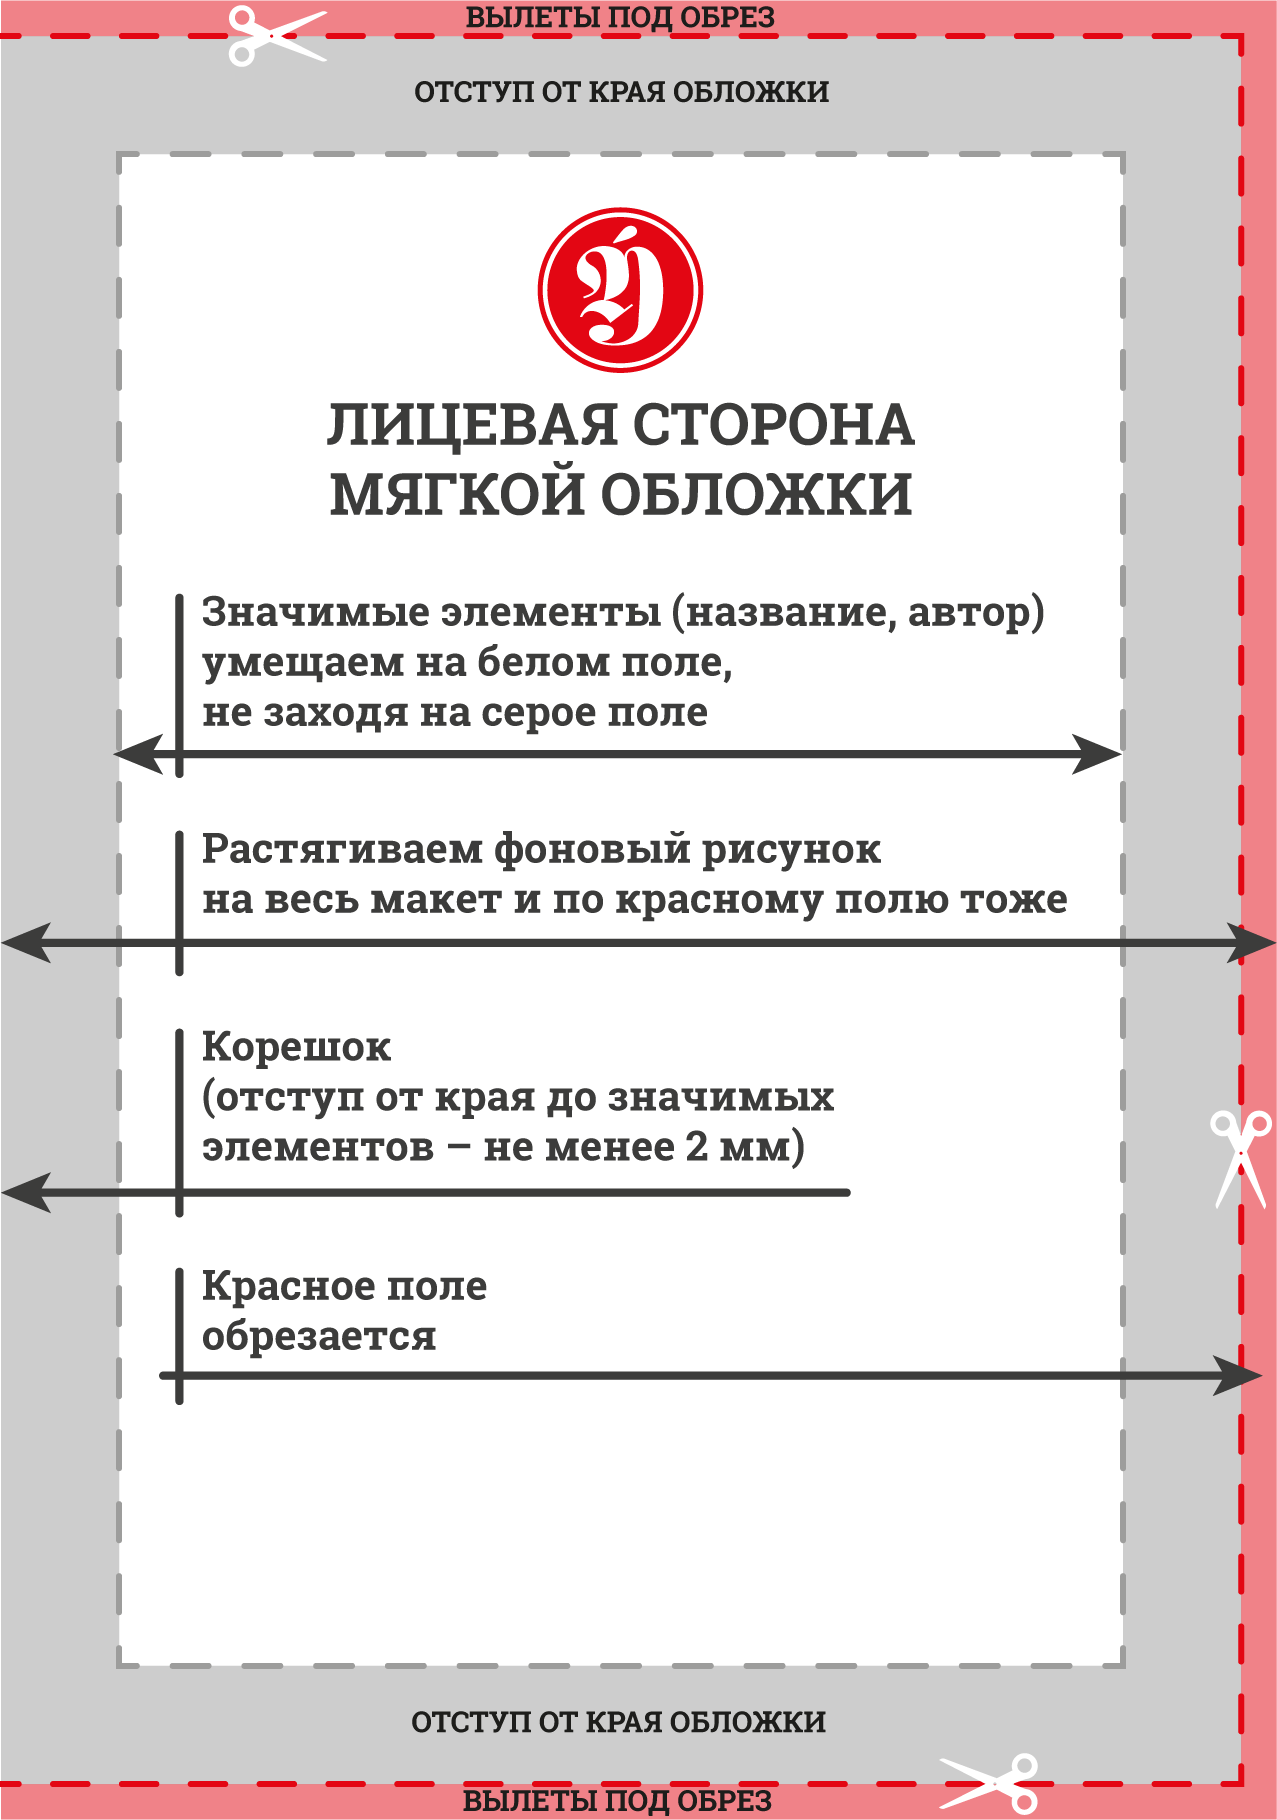 ВЫЛЕТЫ ПОД ОБРЕЗ
ОТСТУП ОТ КРАЯ ОБЛОЖКИ
ЛИЦЕВАЯ СТОРОНА
МЯГКОЙ ОБЛОЖКИ
Значимые элементы (название, автор)
умещаем на белом поле,
не заходя на серое поле
Растягиваем фоновый рисунок
на весь макет и по красному полю тоже
Корешок
(отступ от края до значимых
элементов – не менее 2 мм)
Красное поле
обрезается
ОТСТУП ОТ КРАЯ ОБЛОЖКИ
ВЫЛЕТЫ ПОД ОБРЕЗ